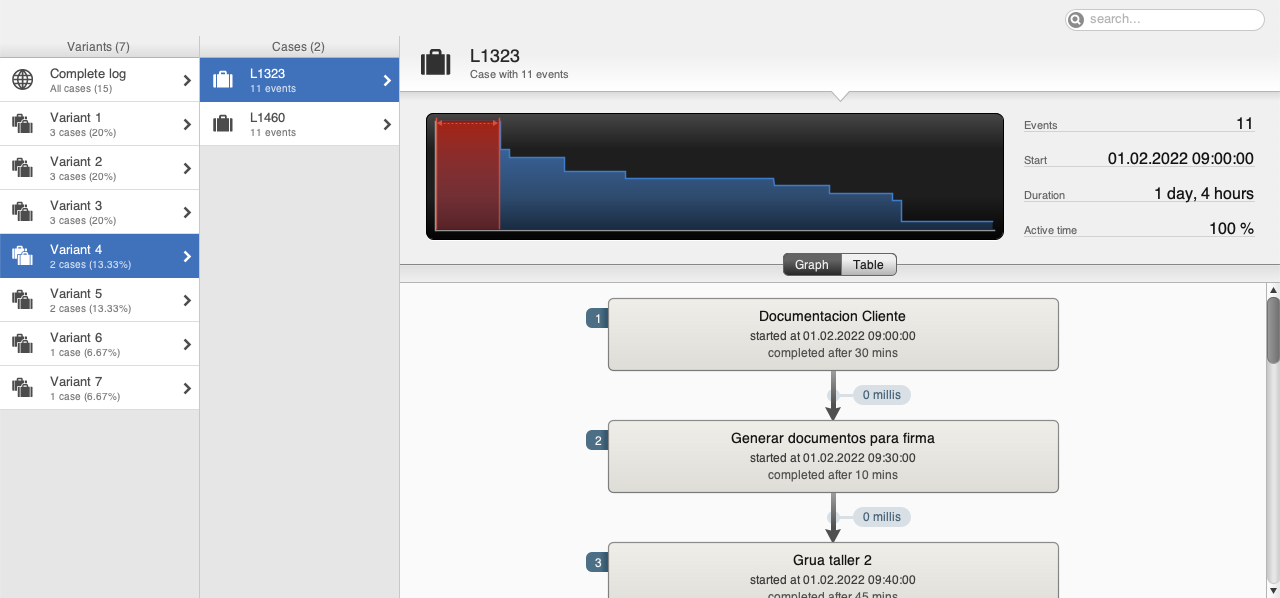 search...
Variants (7)
Complete log
All cases (15)
Variant 1
3 cases (20%)
Variant 2
3 cases (20%)
Variant 3
3 cases (20%)
Variant 4
2 cases (13.33%)
Variant 5
2 cases (13.33%)
Variant 6
1 case (6.67%)
Variant 7
1 case (6.67%)
Cases (2)
L1323
11 events
L1460
11 events
L1323
Case with 11 events
Events 11
Start 01.02.2022 09:00:00
Duration 1 day, 4 hours
Active time 100 %
Graph Table
1
Documentacion Cliente
started at 01.02.2022 09:00:00
completed after 30 mins
0 millis
2
Generar documentos para firma
started at 01.02.2022 09:30:00
completed after 10 mins
0 millis
3
Grua taller 2
started at 01.02.2022 09:40:00
completed after 45 mins